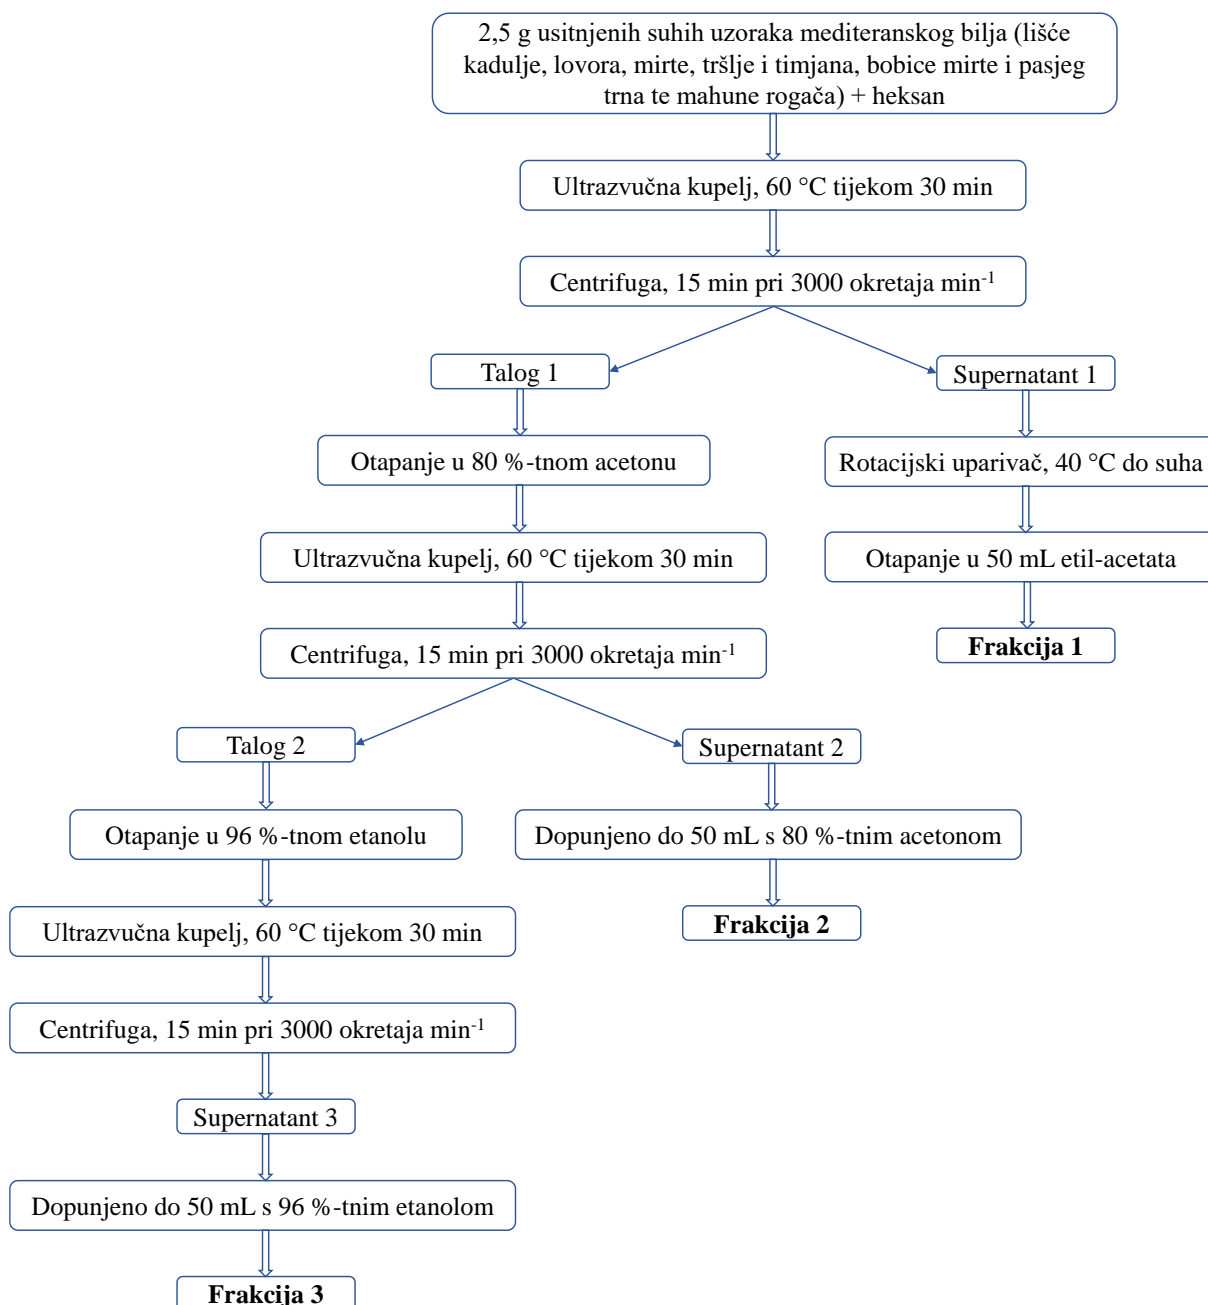 2,5 g usitnjenih suhih uzoraka mediteranskog bilja (lišće
kadulje, lovora, mirte, tršlje i timjana, bobice mirte i pasjeg
trna te mahune rogača) + heksan
Ultrazvučna kupelj, 60 °C tijekom 30 min
Centrifuga, 15 min pri 3000 okretaja min⁻¹
Talog 1
Supernatant 1
Otapanje u 80 %-tnom acetonu
Rotacijski uparivač, 40 °C do suha
Ultrazvučna kupelj, 60 °C tijekom 30 min
Otapanje u 50 mL etil-acetata
Centrifuga, 15 min pri 3000 okretaja min⁻¹
Frakcija 1
Talog 2
Supernatant 2
Otapanje u 96 %-tnom etanolu
Dopunjeno do 50 mL s 80 %-tnim acetonom
Ultrazvučna kupelj, 60 °C tijekom 30 min
Frakcija 2
Centrifuga, 15 min pri 3000 okretaja min⁻¹
Supernatant 3
Dopunjeno do 50 mL s 96 %-tnim etanolom
Frakcija 3